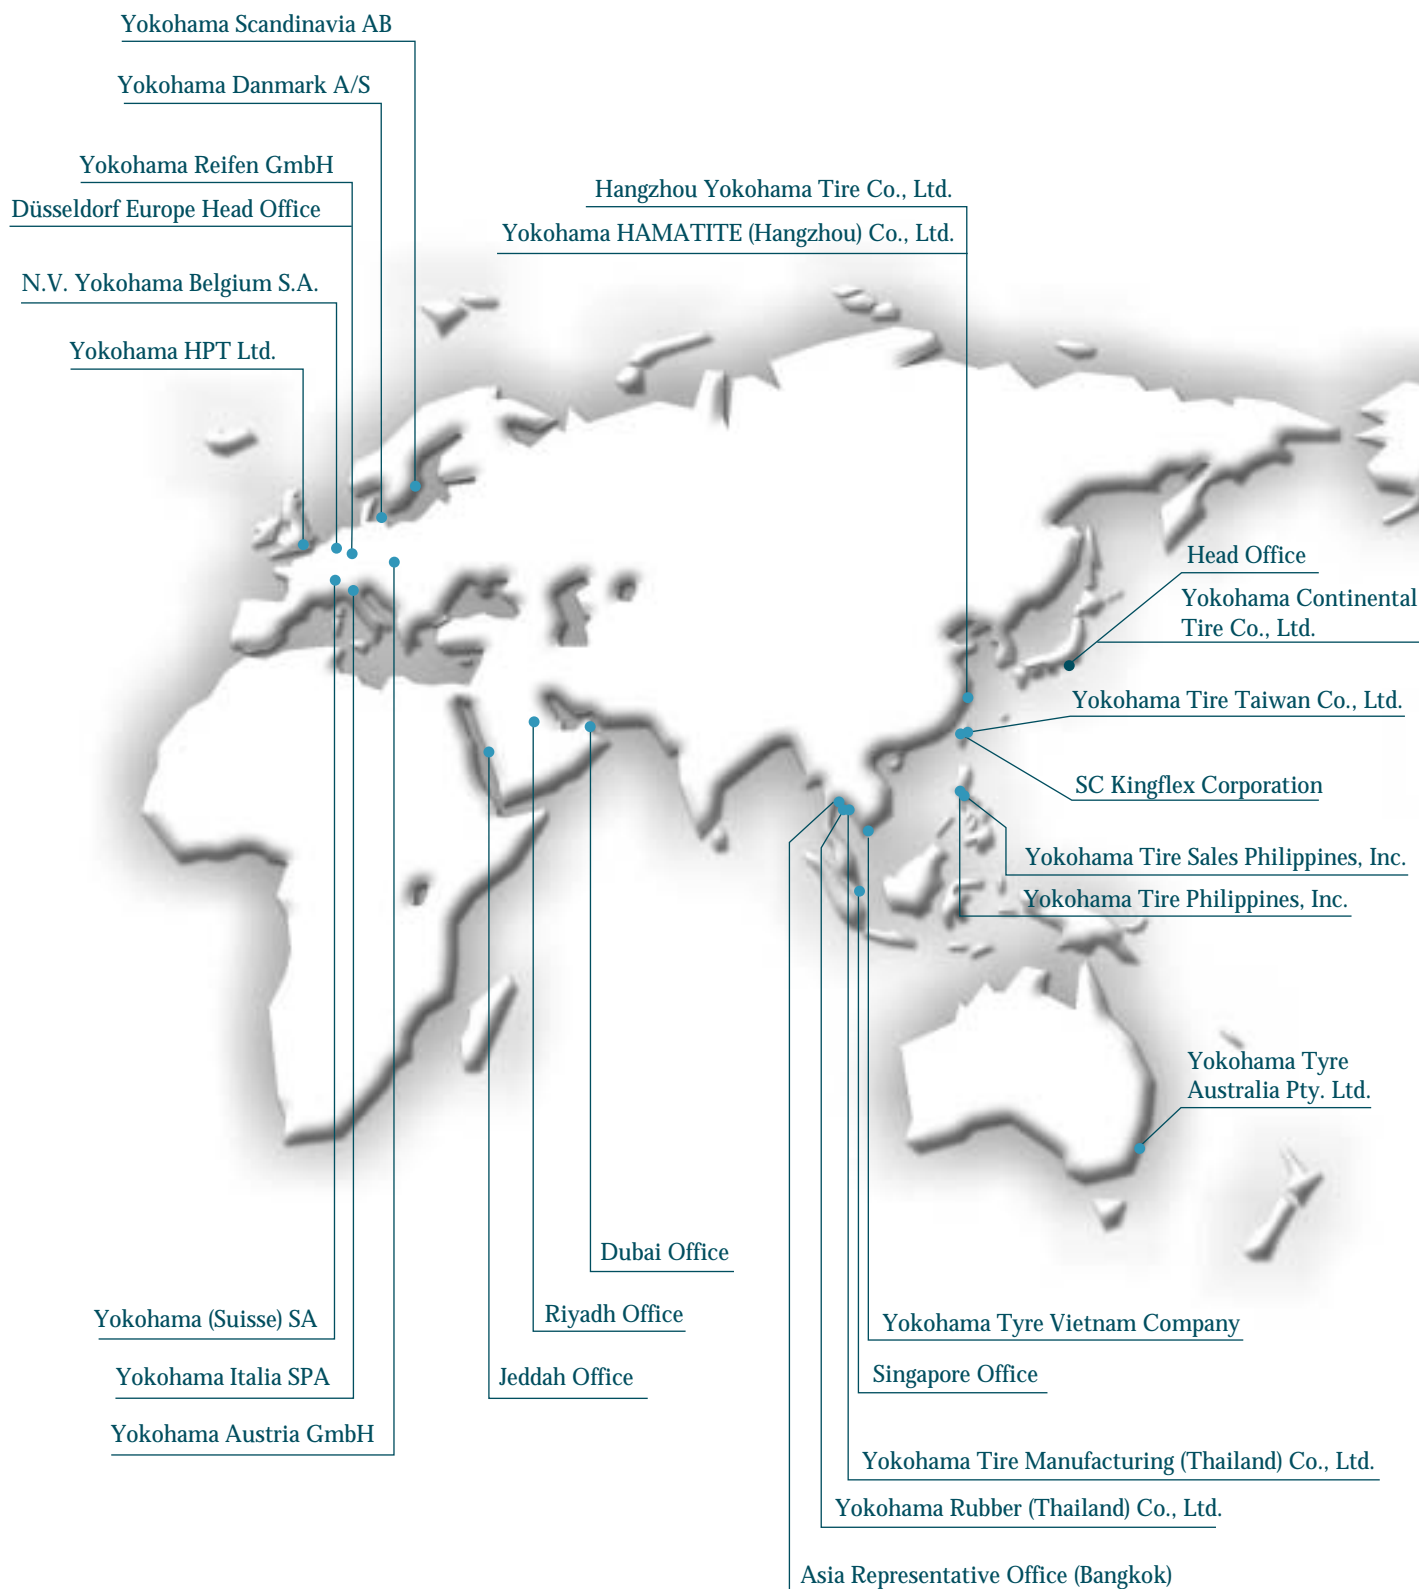 Yokohama Scandinavia AB
Yokohama Danmark A/S
Yokohama Reifen GmbH
Düsseldorf Europe Head Office
N.V. Yokohama Belgium S.A.
Yokohama HPT Ltd.
Hangzhou Yokohama Tire Co., Ltd.
Yokohama HAMATITE (Hangzhou) Co., Ltd.
Head Office
Yokohama Continental
Tire Co., Ltd.
Yokohama Tire Taiwan Co., Ltd.
SC Kingflex Corporation
Yokohama Tire Sales Philippines, Inc.
Yokohama Tire Philippines, Inc.
Yokohama Tyre
Australia Pty. Ltd.
Dubai Office
Riyadh Office
Jeddah Office
Yokohama (Suisse) SA
Yokohama Italia SPA
Yokohama Austria GmbH
Yokohama Tyre Vietnam Company
Singapore Office
Yokohama Tire Manufacturing (Thailand) Co., Ltd.
Yokohama Rubber (Thailand) Co., Ltd.
Asia Representative Office (Bangkok)